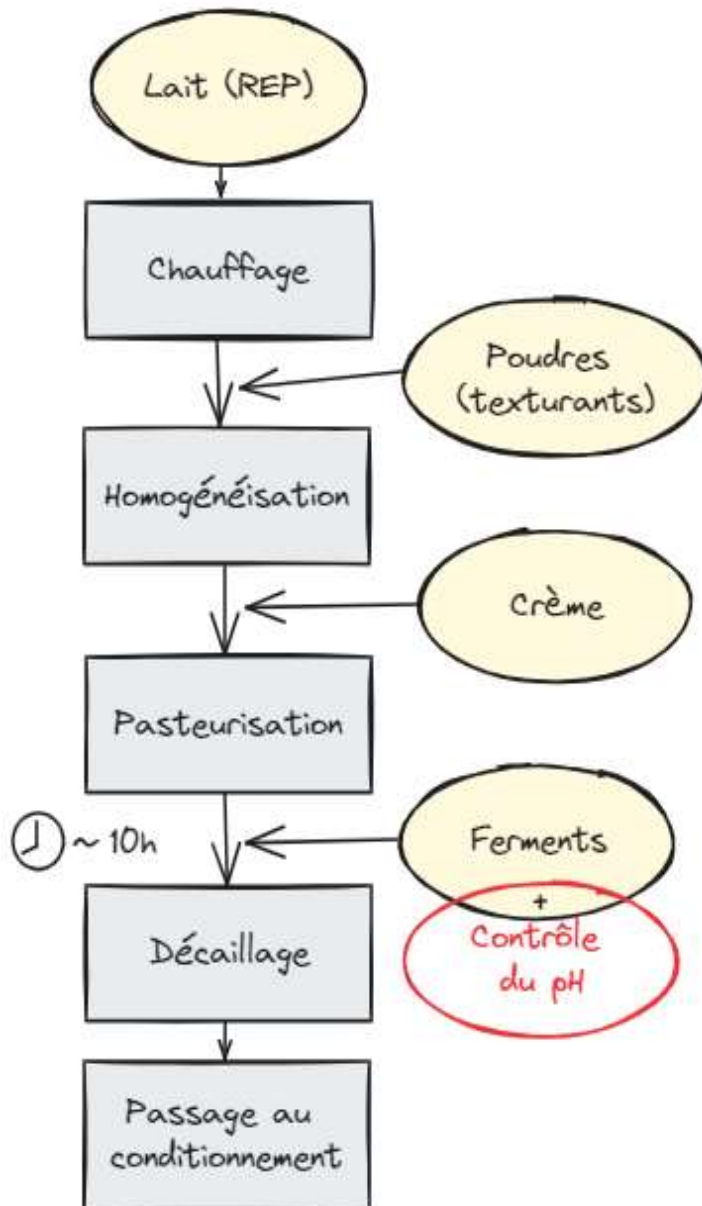 Lait (REP)
Chauffage
Poudres
(texturants)
Homogénéisation
Crème
Pasteurisation
~ 10h
Ferments
+
Contrôle
du pH
Décaillage
Passage au
conditionnement